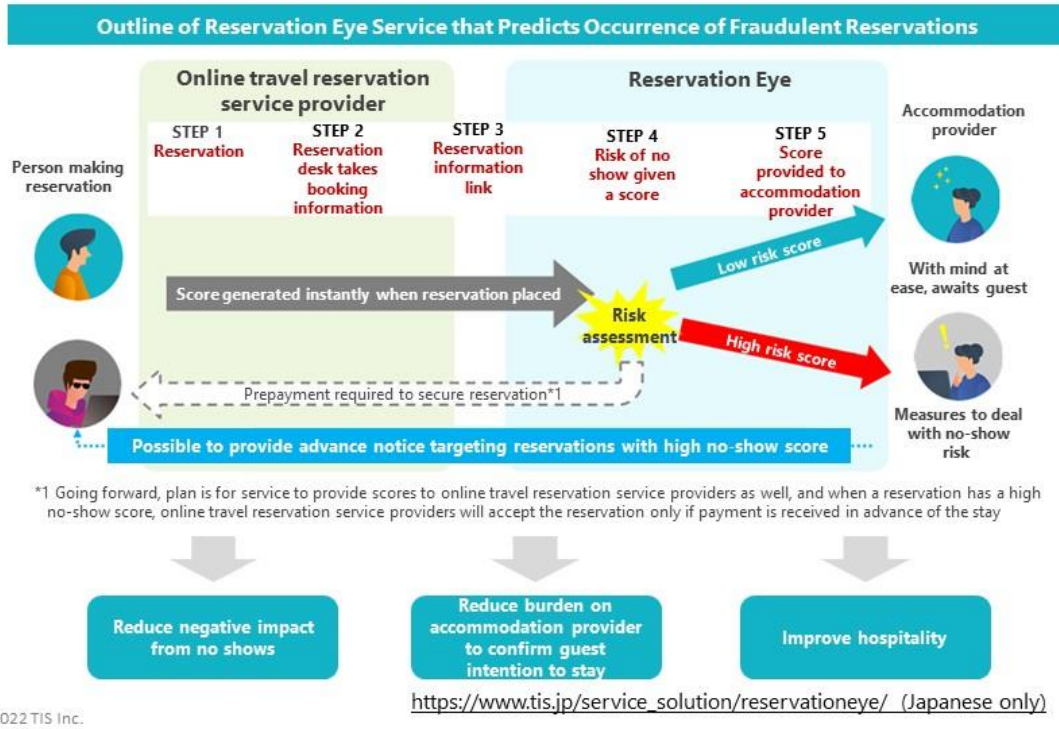 Outline of Reservation Eye Service that Predicts Occurrence of Fraudulent Reservations
Online travel reservation
service provider
Reservation Eye
Accommodation
provider
Person making
reservation
STEP 1
Reservation
STEP 2
Reservation
desk takes
booking
information
STEP 3
Reservation
information
link
STEP 4
Risk of no
show given
a score
STEP 5
Score
provided to
accommodation
provider
Low risk score
With mind at
ease, awaits guest
Score generated instantly when reservation placed
Risk
assessment
High risk score
Prepayment required to secure reservation*1
Measures to deal
with no-show
risk
Possible to provide advance notice targeting reservations with high no-show score
*1 Going forward, plan is for service to provide scores to online travel reservation service providers as well, and when a reservation has a high
no-show score, online travel reservation service providers will accept the reservation only if payment is received in advance of the stay
Reduce negative impact
from no shows
Reduce burden on
accommodation provider
to confirm guest
intention to stay
Improve hospitality
https://www.tis.jp/service_solution/reservationeye/ (Japanese only)
022 TIS Inc.